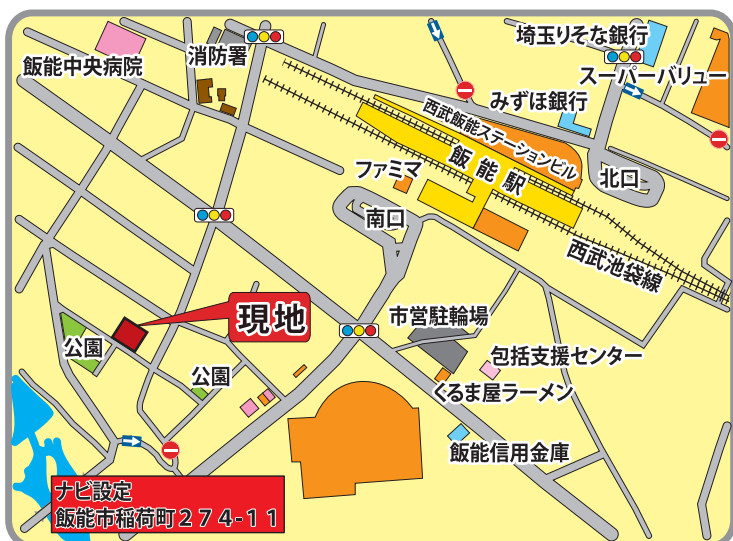 埼玉りそな銀行
消防署
飯能中央病院
スーパーバリュー
みずほ銀行
西武飯能ステーションビル
飯能駅
ファミマ
北口
南口
西武池袋線
現地
市営駐輪場
公園
包括支援センター
公園
くるま屋ラーメン
飯能信用金庫
ナビ設定
飯能市稲荷町274-11